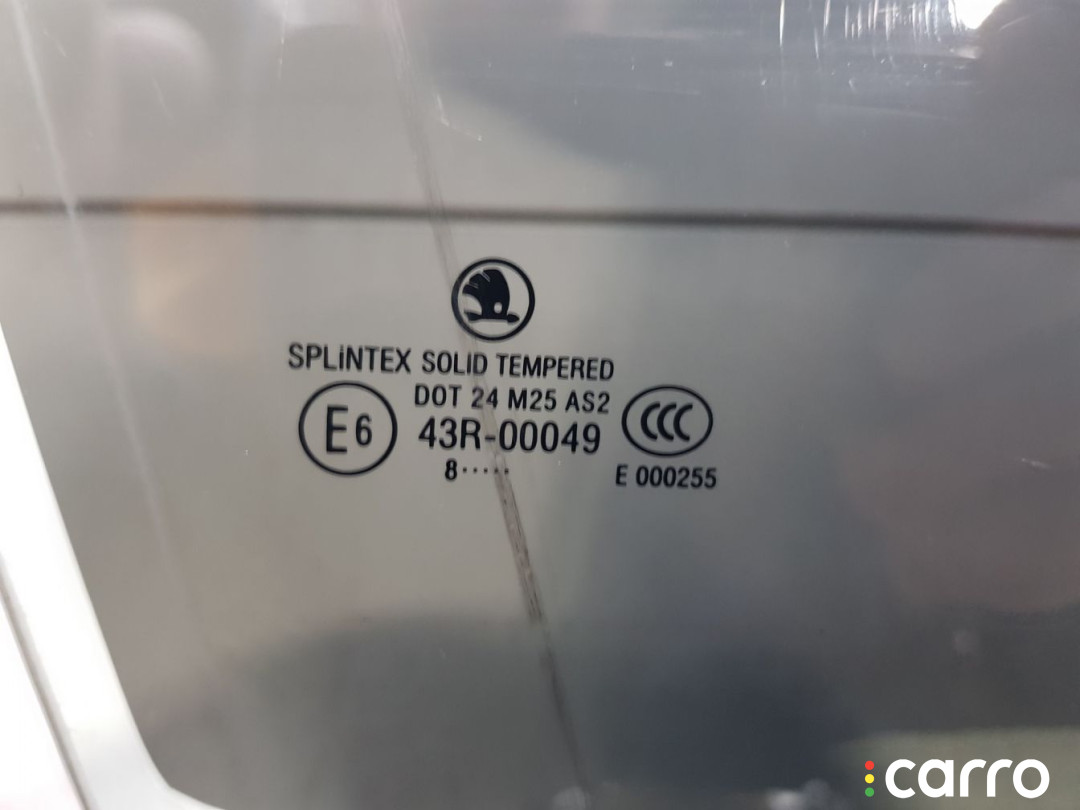 SPLiNTEX SOLID TEMPERED
DOT 24 M25 AS2
E6 43R-00049 CCC
8·····
E 000255
carro